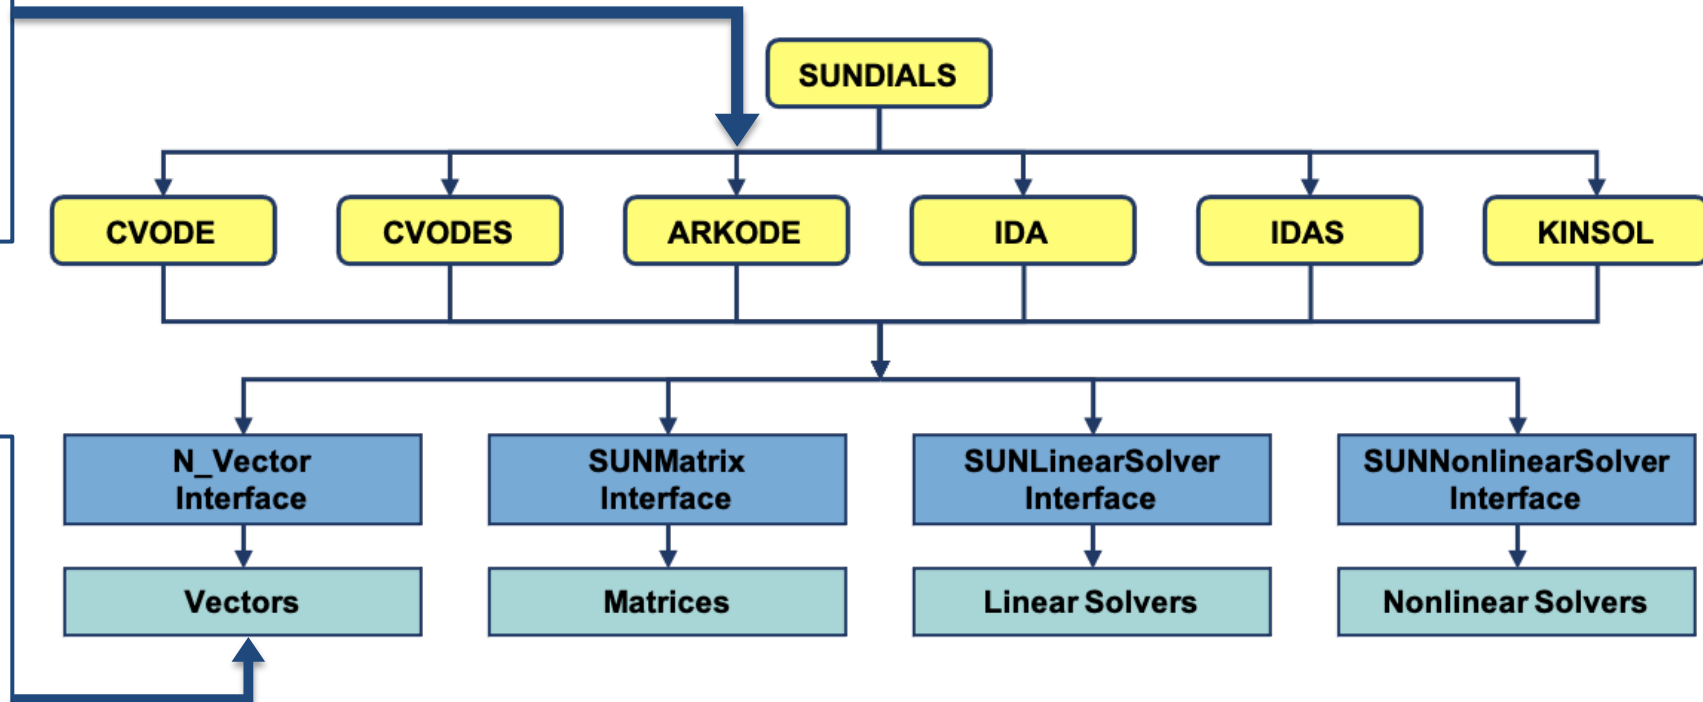 SUNDIALS
CVODE
CVODES
ARKODE
IDA
IDAS
KINSOL
N_Vector
Interface
SUNMatrix
Interface
SUNLinearSolver
Interface
SUNNonlinearSolver
Interface
Vectors
Matrices
Linear Solvers
Nonlinear Solvers